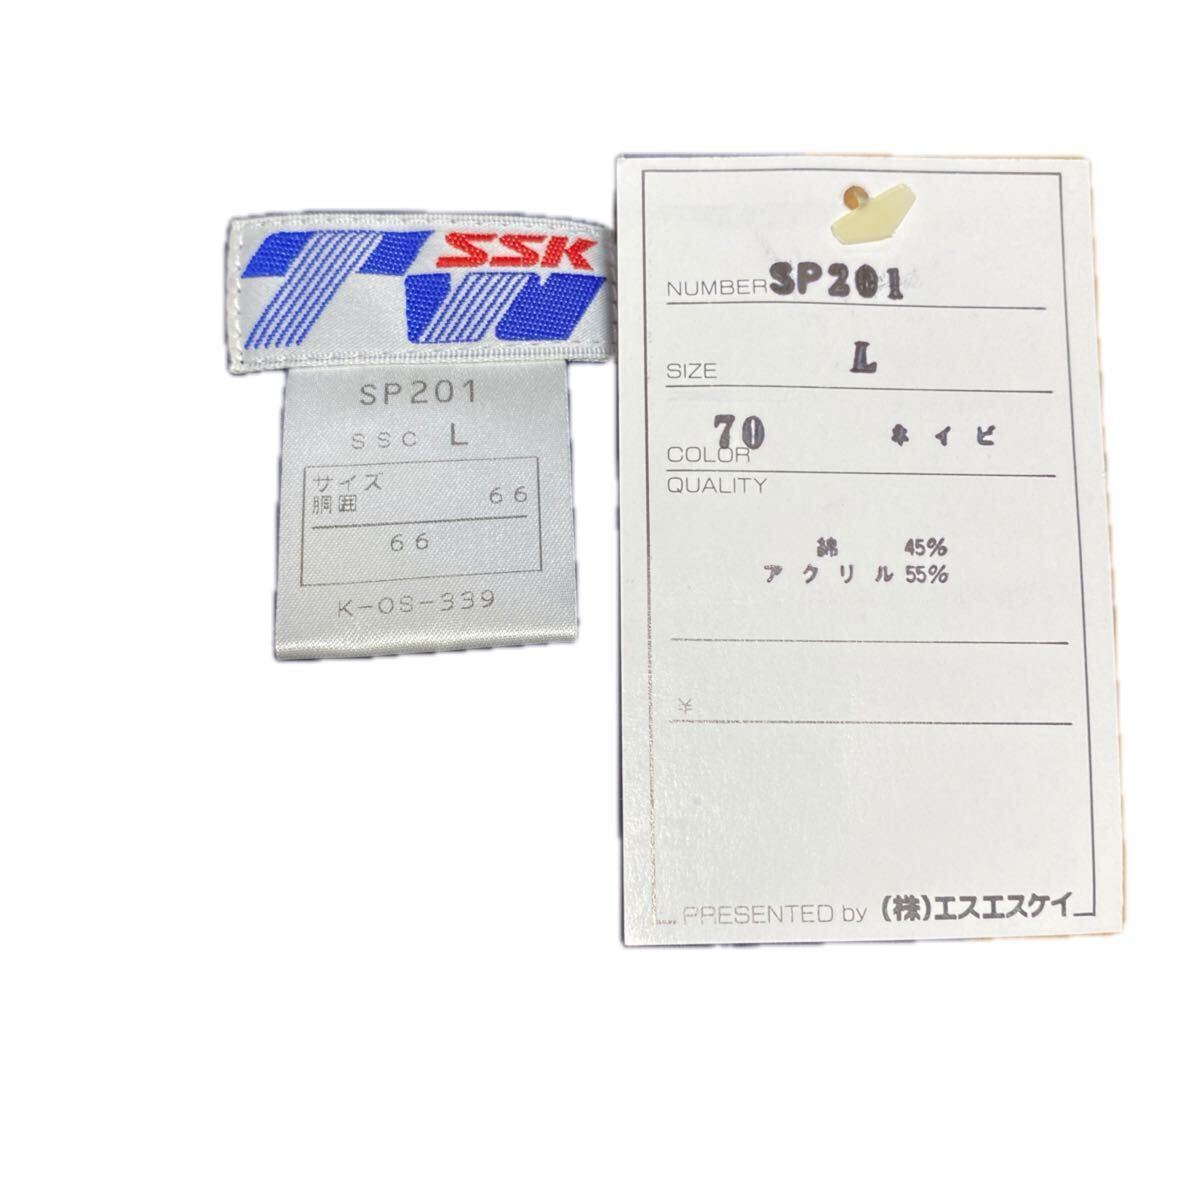 SSK
SP201
SSC L
サイズ
胴囲 66
66
K-OS-339
NUMBER SP201
SIZE L
COLOR 70 ネイビ
QUALITY
綿 45%
アクリル 55%
¥
PRESENTED by (株)エスエスケイ